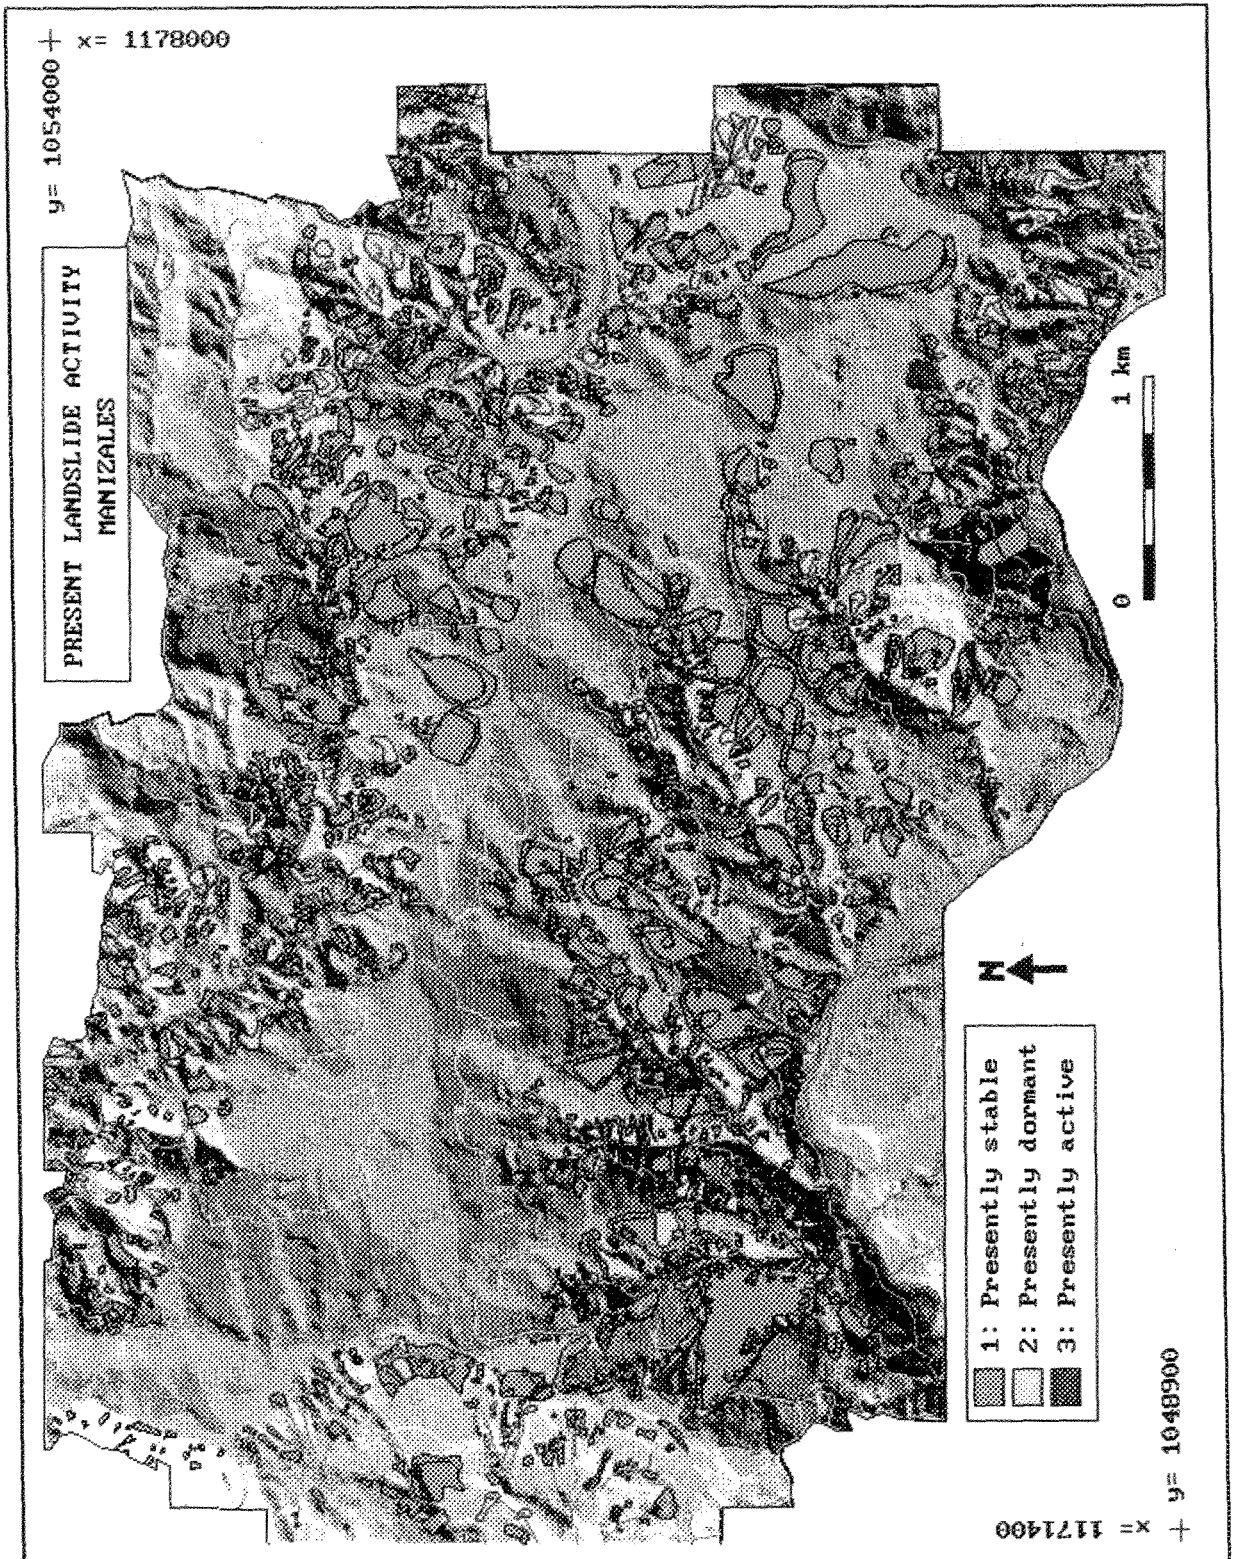 x= 1178000
y= 1054000
PRESENT LANDSLIDE ACTIVITY
MANIZALES
0
1 km
N
1: Presently stable
2: Presently dormant
3: Presently active
y= 1048900
x= 1171400